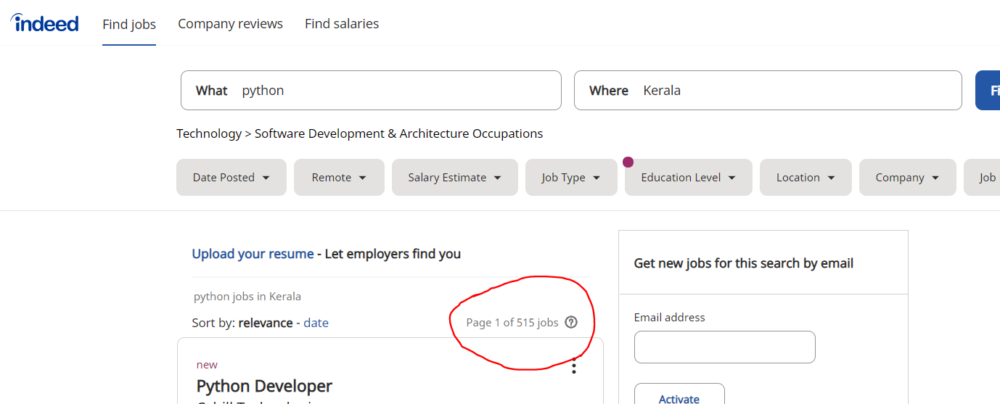 indeed Find jobs Company reviews Find salaries
What python Where Kerala
Technology > Software Development & Architecture Occupations
Date Posted Remote Salary Estimate Job Type Education Level Location Company Job
Upload your resume - Let employers find you
Get new jobs for this search by email
python jobs in Kerala
Sort by: relevance - date Page 1 of 515 jobs ?
Email address
new
Python Developer
Activate